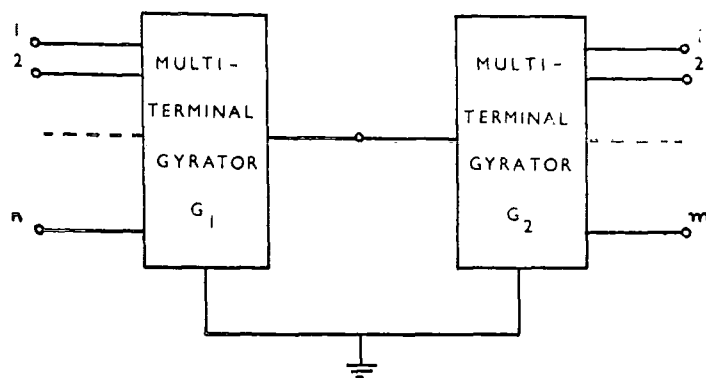 1
2
n
MULTI-
TERMINAL
GYRATOR
G1
MULTI-
TERMINAL
GYRATOR
G2
2
m